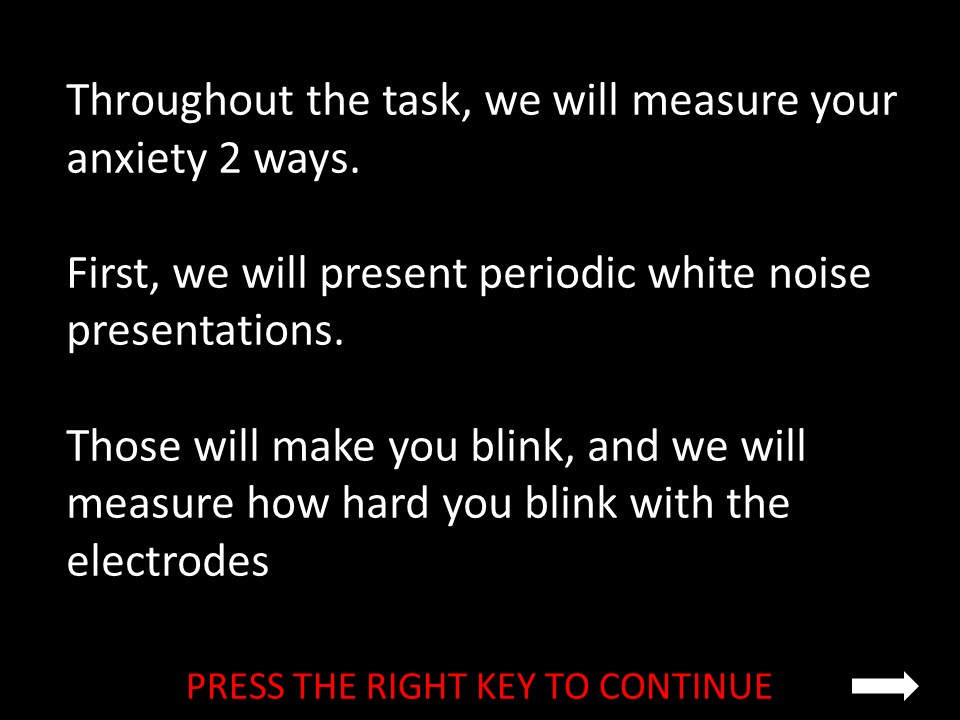 Throughout the task, we will measure your
anxiety 2 ways.
First, we will present periodic white noise
presentations.
Those will make you blink, and we will
measure how hard you blink with the
electrodes
PRESS THE RIGHT KEY TO CONTINUE